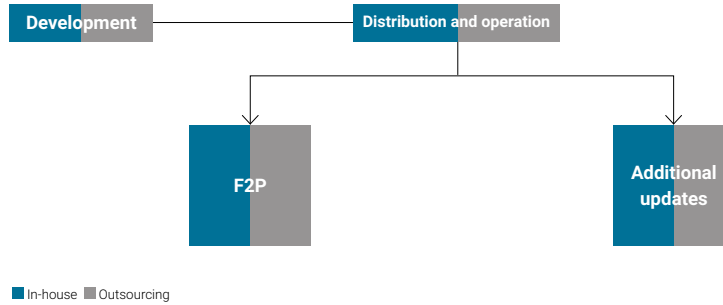 Development
Distribution and operation
F2P
Additional
updates
In-house
Outsourcing